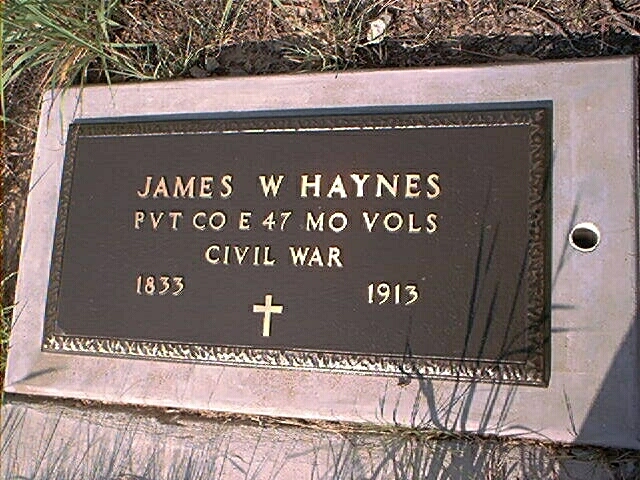 JAMES W HAYNES
PVT CO E 47 MO VOLS
CIVIL WAR
1833 1913